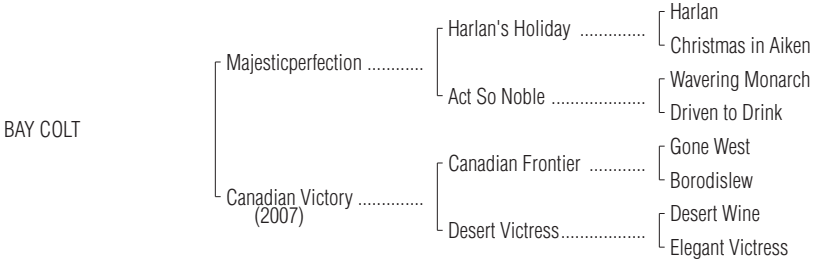 Harlan
Harlan's Holiday ..............
Christmas in Aiken
Majesticperfection ............
Wavering Monarch
Act So Noble ....................
Driven to Drink
BAY COLT
Gone West
Canadian Frontier ............
Borodislew
Canadian Victory ..............
(2007)
Desert Wine
Desert Victress..................
Elegant Victress